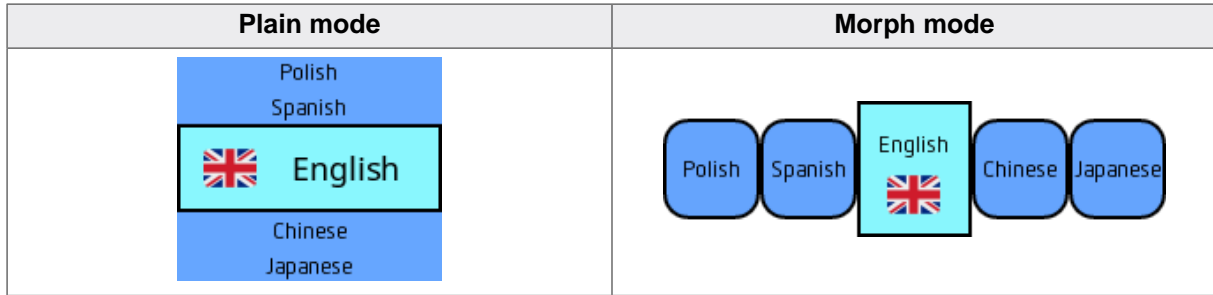 Plain mode
Morph mode
Polish
Spanish
English
Chinese
Japanese
Polish
Spanish
English
Chinese
Japanese